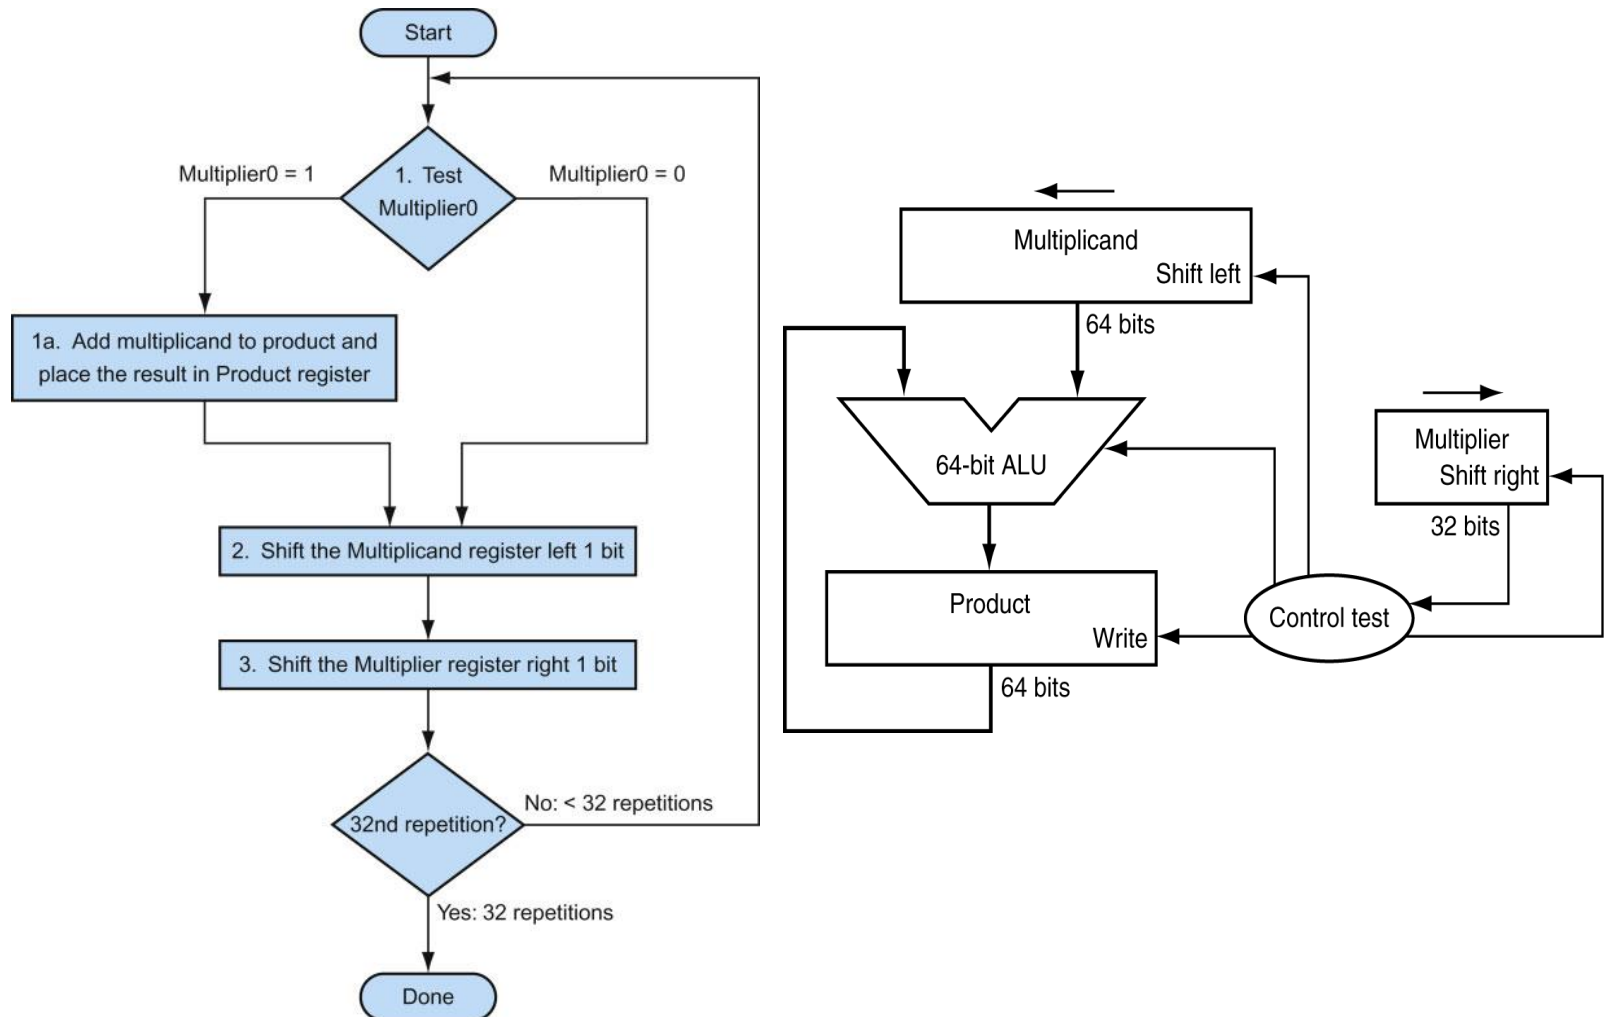 Start
Multiplier0 = 1
Multiplier0 = 0
1. Test
Multiplier0
1a. Add multiplicand to product and
place the result in Product register
2. Shift the Multiplicand register left 1 bit
3. Shift the Multiplier register right 1 bit
32nd repetition?
No: < 32 repetitions
Yes: 32 repetitions
Done
Multiplicand
Shift left
64 bits
64-bit ALU
Multiplier
Shift right
32 bits
Product
Write
64 bits
Control test